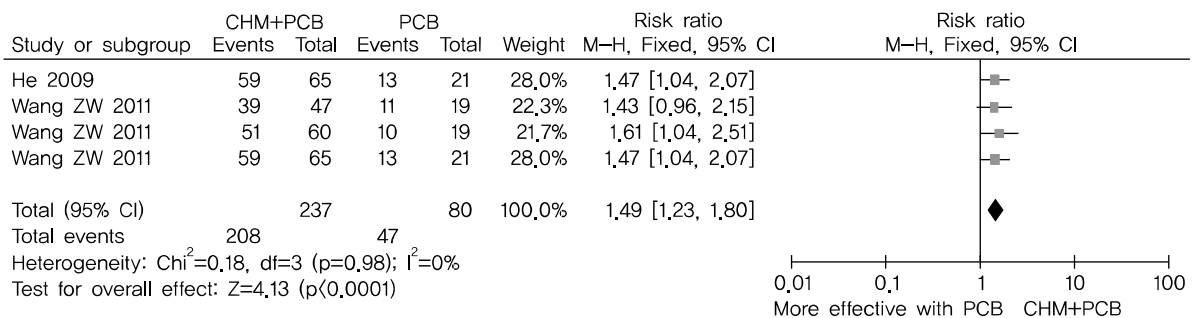 CHM+PCB PCB Risk ratio Risk ratio
Study or subgroup Events Total Events Total Weight M–H, Fixed, 95% CI M–H, Fixed, 95% CI
He 2009 59 65 13 21 28.0% 1.47 [1.04, 2.07]
Wang ZW 2011 39 47 11 19 22.3% 1.43 [0.96, 2.15]
Wang ZW 2011 51 60 10 19 21.7% 1.61 [1.04, 2.51]
Wang ZW 2011 59 65 13 21 28.0% 1.47 [1.04, 2.07]
Total (95% CI) 237 80 100.0% 1.49 [1.23, 1.80]
Total events 208 47
Heterogeneity: Chi²=0.18, df=3 (p=0.98); I²=0%
Test for overall effect: Z=4.13 (p<0.0001)
0.01 0.1 1 10 100
More effective with PCB CHM+PCB